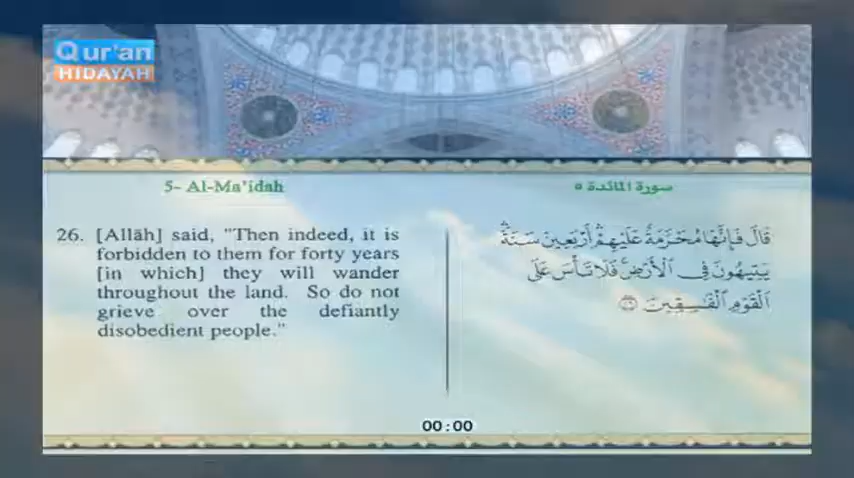 Qur'an
HIDAYAH
5- Al-Ma'idah
سورة المائدة ٥
26. [Allāh] said, "Then indeed, it is
forbidden to them for forty years
[in which] they will wander
throughout the land. So do not
grieve over the defiantly
disobedient people."
قَالَ فَإِنَّهَا مُحَرَّمَةٌ عَلَيْهِمْ أَرْبَعِينَ سَنَةً ۛ
يَتِيهُونَ فِي الْأَرْضِ ۚ فَلَا تَأْسَ عَلَى
الْقَوْمِ الْفَاسِقِينَ ٢٦
00:00